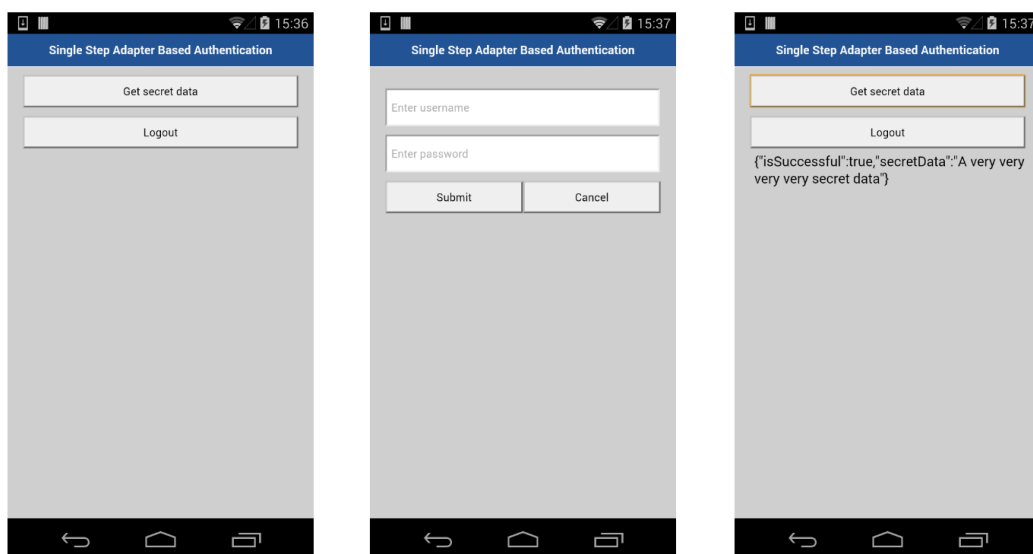 15:36
Single Step Adapter Based Authentication
Get secret data
Logout
15:37
Single Step Adapter Based Authentication
Enter username
Enter password
Submit
Cancel
15:37
Single Step Adapter Based Authentication
Get secret data
Logout
{"isSuccessful":true,"secretData":"A very very
very very secret data"}